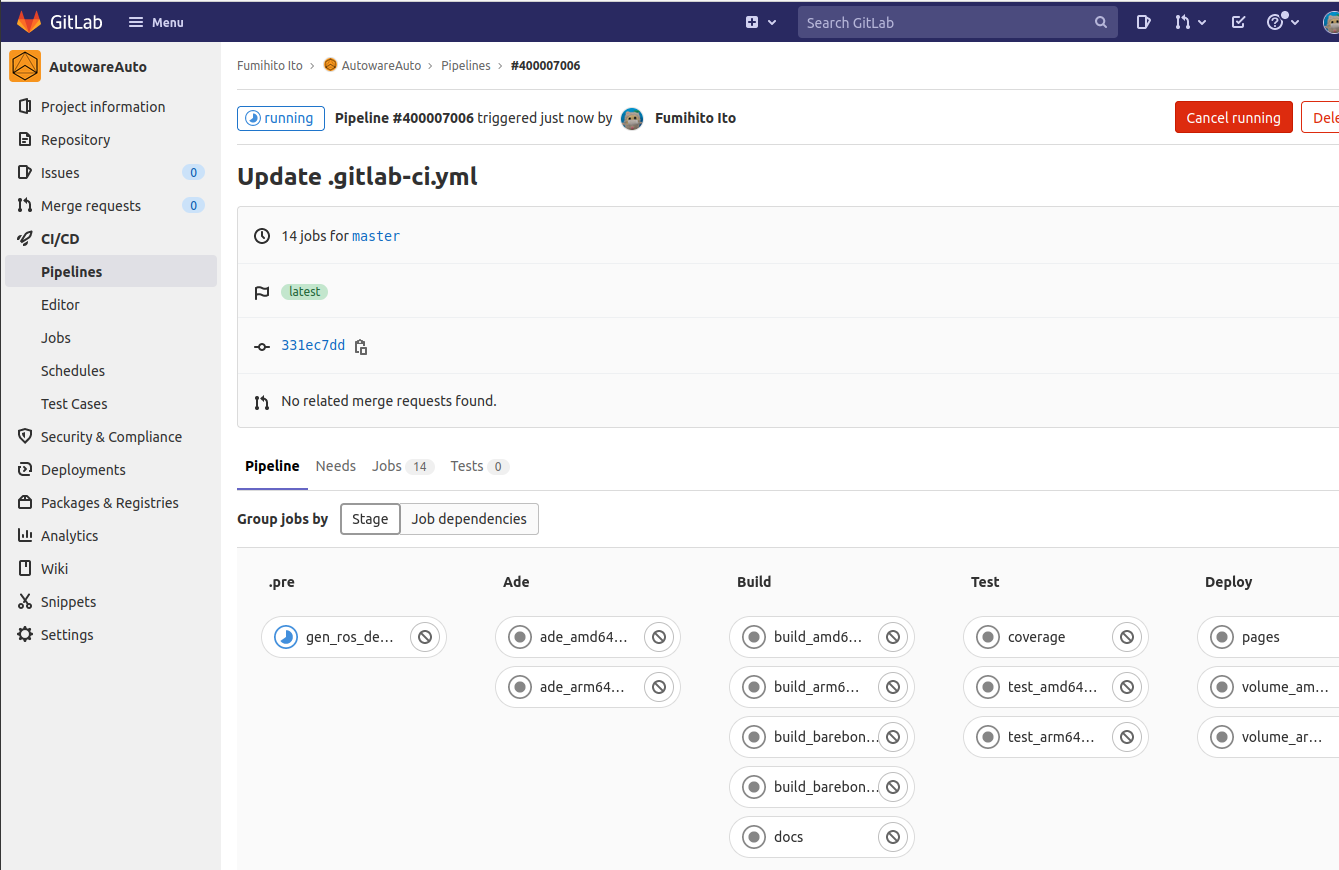 GitLab Menu Search GitLab
AutowareAuto
Project information
Repository
Issues 0
Merge requests 0
CI/CD
Pipelines
Editor
Jobs
Schedules
Test Cases
Security & Compliance
Deployments
Packages & Registries
Analytics
Wiki
Snippets
Settings
Fumihito Ito › AutowareAuto › Pipelines › #400007006
running Pipeline #400007006 triggered just now by Fumihito Ito Cancel running Dele
Update .gitlab-ci.yml
14 jobs for master
latest
331ec7dd
No related merge requests found.
Pipeline Needs Jobs 14 Tests 0
Group jobs by Stage Job dependencies
.pre Ade Build Test Deploy
gen_ros_de... ade_amd64... build_amd6... coverage pages
ade_arm64... build_arm6... test_amd64... volume_am...
build_barebon... test_arm64... volume_ar...
build_barebon...
docs